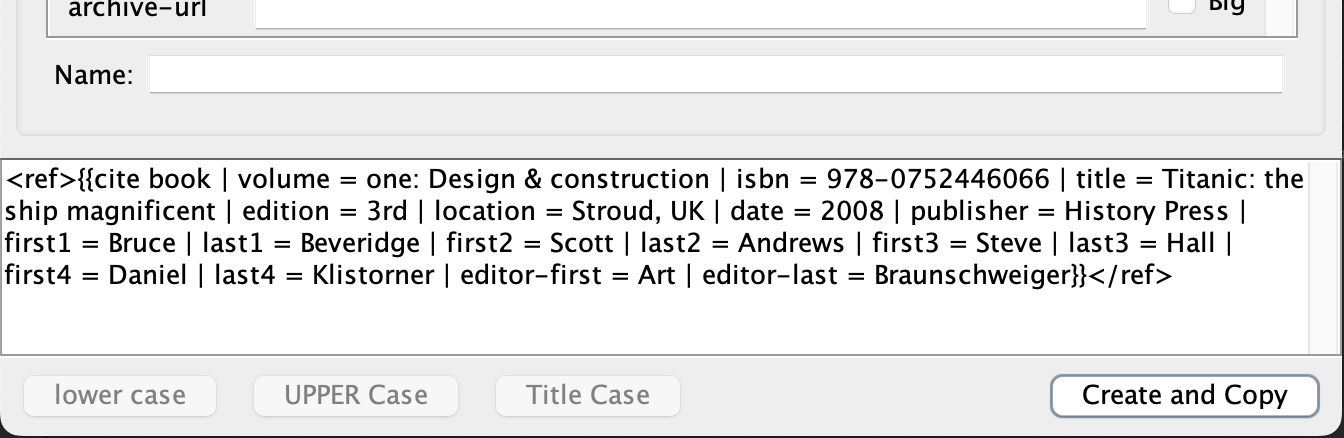 archive-url
Big
Name:
<ref>{{cite book | volume = one: Design & construction | isbn = 978-0752446066 | title = Titanic: the
ship magnificent | edition = 3rd | location = Stroud, UK | date = 2008 | publisher = History Press |
first1 = Bruce | last1 = Beveridge | first2 = Scott | last2 = Andrews | first3 = Steve | last3 = Hall |
first4 = Daniel | last4 = Klistorner | editor-first = Art | editor-last = Braunschweiger}}</ref>
lower case
UPPER Case
Title Case
Create and Copy